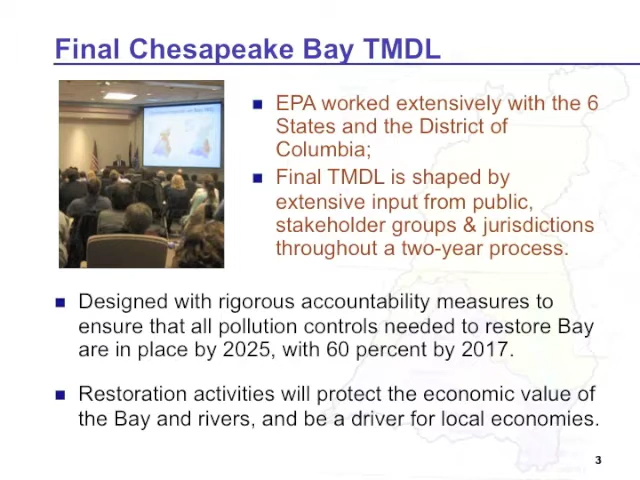 Final Chesapeake Bay TMDL
EPA worked extensively with the 6
States and the District of
Columbia;
Final TMDL is shaped by
extensive input from public,
stakeholder groups & jurisdictions
throughout a two-year process.
Designed with rigorous accountability measures to
ensure that all pollution controls needed to restore Bay
are in place by 2025, with 60 percent by 2017.
Restoration activities will protect the economic value of
the Bay and rivers, and be a driver for local economies.
3